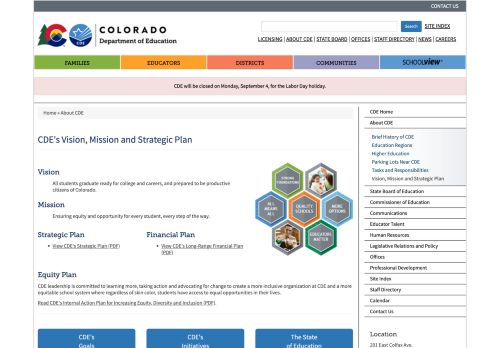 CONTACT US
COLORADO
Department of Education
CDE
Search
SITE INDEX
LICENSING | ABOUT CDE | STATE BOARD | OFFICES | STAFF DIRECTORY | NEWS | CAREERS
FAMILIES
EDUCATORS
DISTRICTS
COMMUNITIES
SCHOOLVIEW
CDE will be closed on Monday, September 4, for the Labor Day holiday.
Home » About CDE
CDE's Vision, Mission and Strategic Plan
Vision
All students graduate ready for college and careers, and prepared to be productive
citizens of Colorado.
Mission
Ensuring equity and opportunity for every student, every step of the way.
Strategic Plan
• View CDE's Strategic Plan (PDF)
Financial Plan
• View CDE's Long-Range Financial Plan
(PDF)
STRONG
FOUNDATIONS
ALL
MEANS
ALL
QUALITY
SCHOOLS
MORE
OPTIONS
EDUCATORS
MATTER
Equity Plan
CDE leadership is committed to learning more, taking action and advocating for change to create a more inclusive organization at CDE and a more
equitable school system where regardless of skin color, students have access to equal opportunities in their lives.
Read CDE's Internal Action Plan for Increasing Equity, Diversity and Inclusion (PDF).
CDE's
Goals
CDE's
Initiatives
The State
of Education
CDE Home
About CDE
Brief History of CDE
Education Regions
Higher Education
Parking Lots Near CDE
Tasks and Responsibilities
Vision, Mission and Strategic Plan
State Board of Education
Commissioner of Education
Communications
Educator Talent
Human Resources
Legislative Relations and Policy
Offices
Professional Development
Site Index
Staff Directory
Calendar
Contact Us
Location
201 East Colfax Ave.